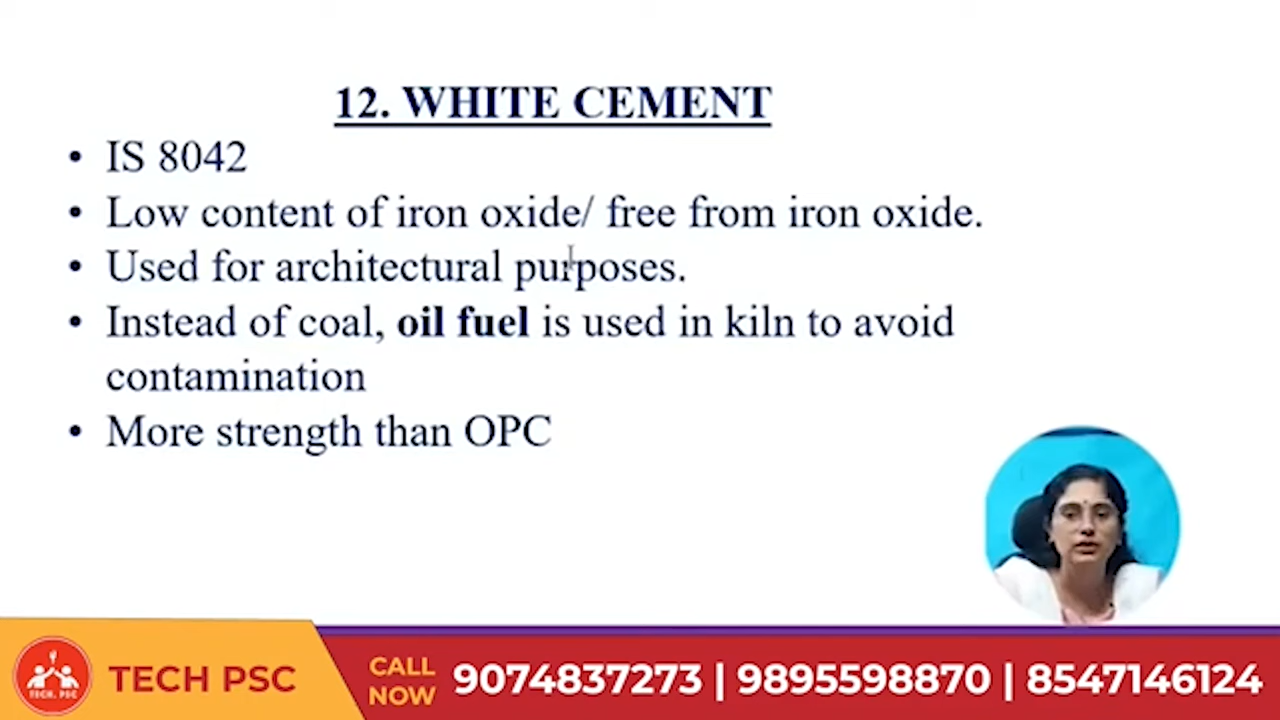 12. WHITE CEMENT
• IS 8042
• Low content of iron oxide/ free from iron oxide.
• Used for architectural purposes.
• Instead of coal, oil fuel is used in kiln to avoid
contamination
• More strength than OPC
TECH. PSC
TECH PSC
CALL
NOW
9074837273 | 9895598870 | 8547146124